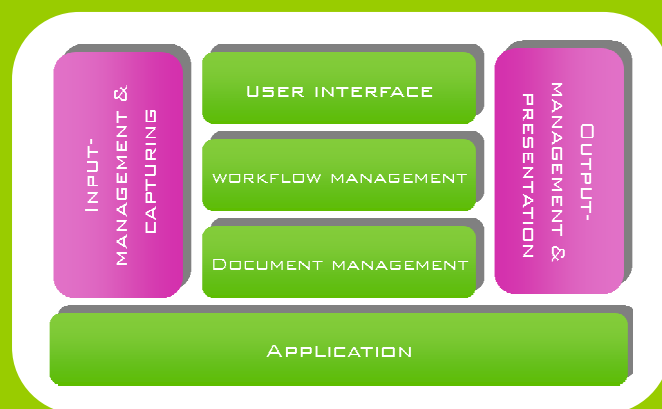 Input-
management &
capturing
User interface
workflow management
Document management
Output-
management &
presentation
Application